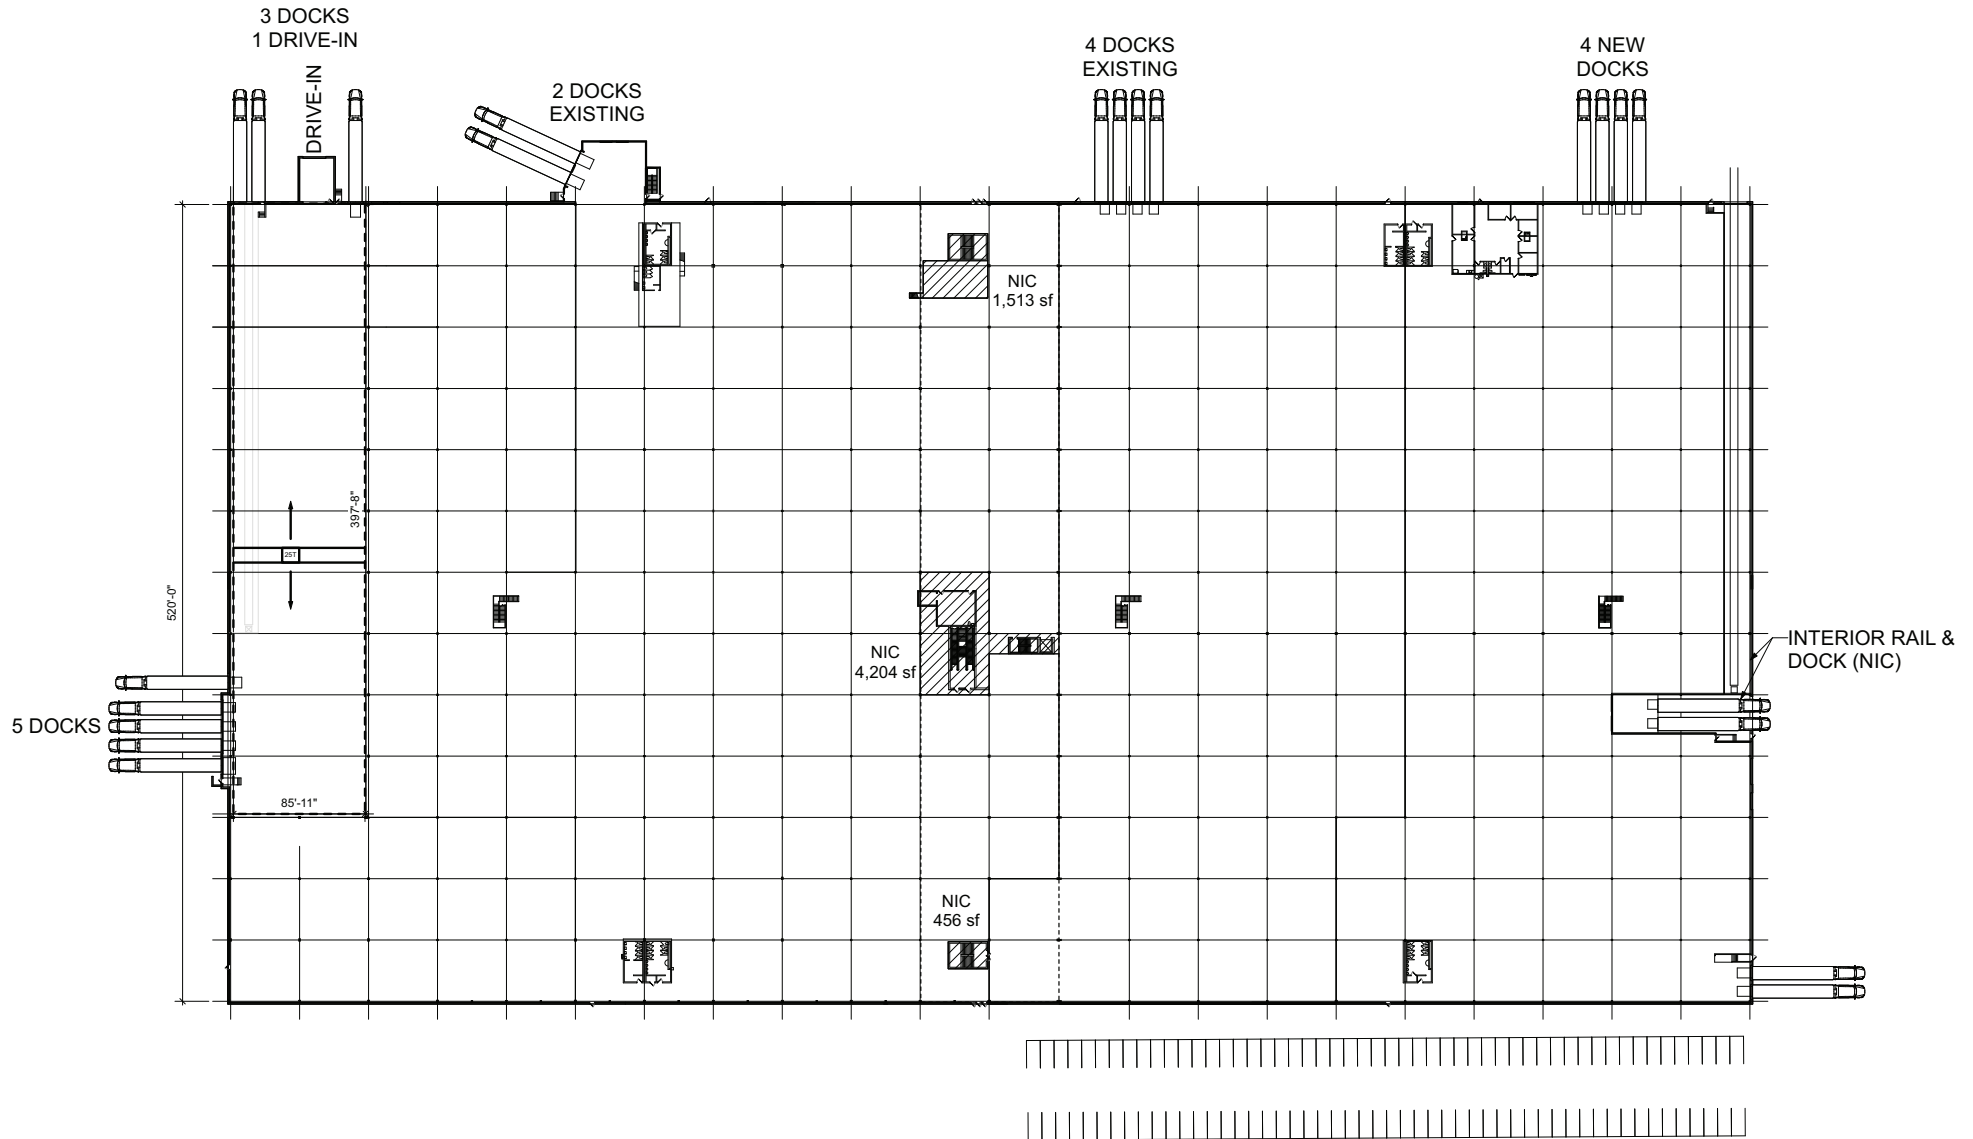 3 DOCKS
1 DRIVE-IN
DRIVE-IN
2 DOCKS
EXISTING
4 DOCKS
EXISTING
4 NEW
DOCKS
NIC
1,513 sf
397'-8"
25T
520'-0"
NIC
4,204 sf
INTERIOR RAIL &
DOCK (NIC)
5 DOCKS
85'-11"
NIC
456 sf